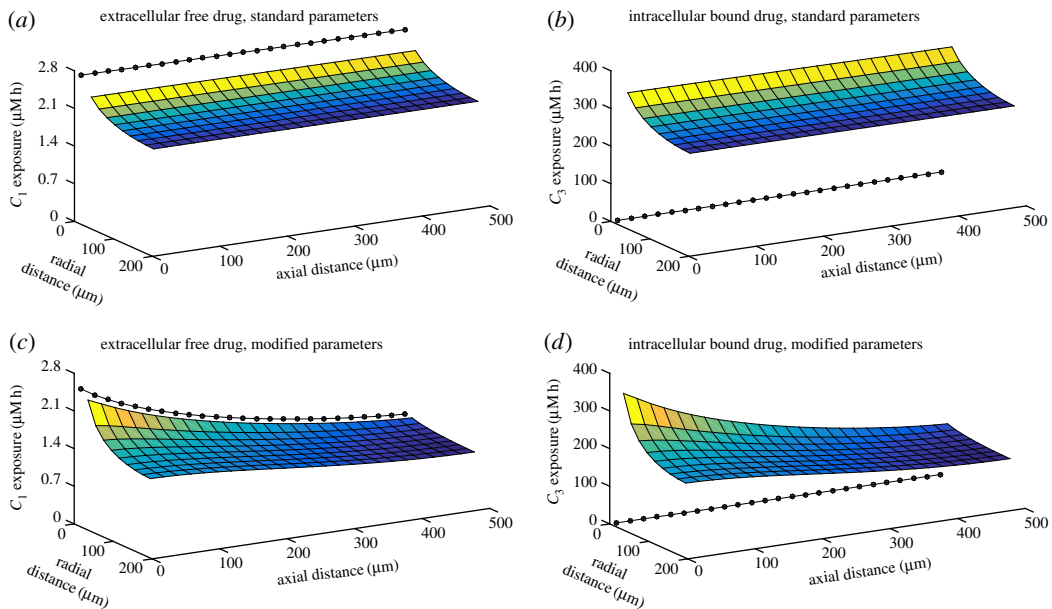 (a) extracellular free drug, standard parameters
2.8
2.1
1.4
0.7
0
C1 exposure (µM h)
0
100
200
radial
distance (µm)
0
100
200
300
400
500
axial distance (µm)
(b) intracellular bound drug, standard parameters
400
300
200
100
0
C3 exposure (µM h)
0
100
200
radial
distance (µm)
0
100
200
300
400
500
axial distance (µm)
(c) extracellular free drug, modified parameters
2.8
2.1
1.4
0.7
0
C1 exposure (µM h)
0
100
200
radial
distance (µm)
0
100
200
300
400
500
axial distance (µm)
(d) intracellular bound drug, modified parameters
400
300
200
100
0
C3 exposure (µM h)
0
100
200
radial
distance (µm)
0
100
200
300
400
500
axial distance (µm)